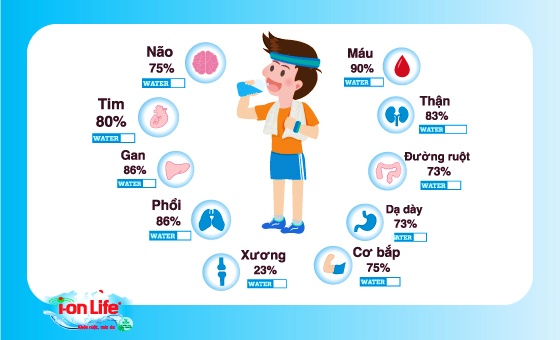 Não
75%
WATER
Tim
80%
WATER
Gan
86%
WATER
Phổi
86%
WATER
Xương
23%
WATER
Máu
90%
WATER
Thận
83%
WATER
Đường ruột
73%
WATER
Dạ dày
73%
WATER
Cơ bắp
75%
WATER
i-on Life